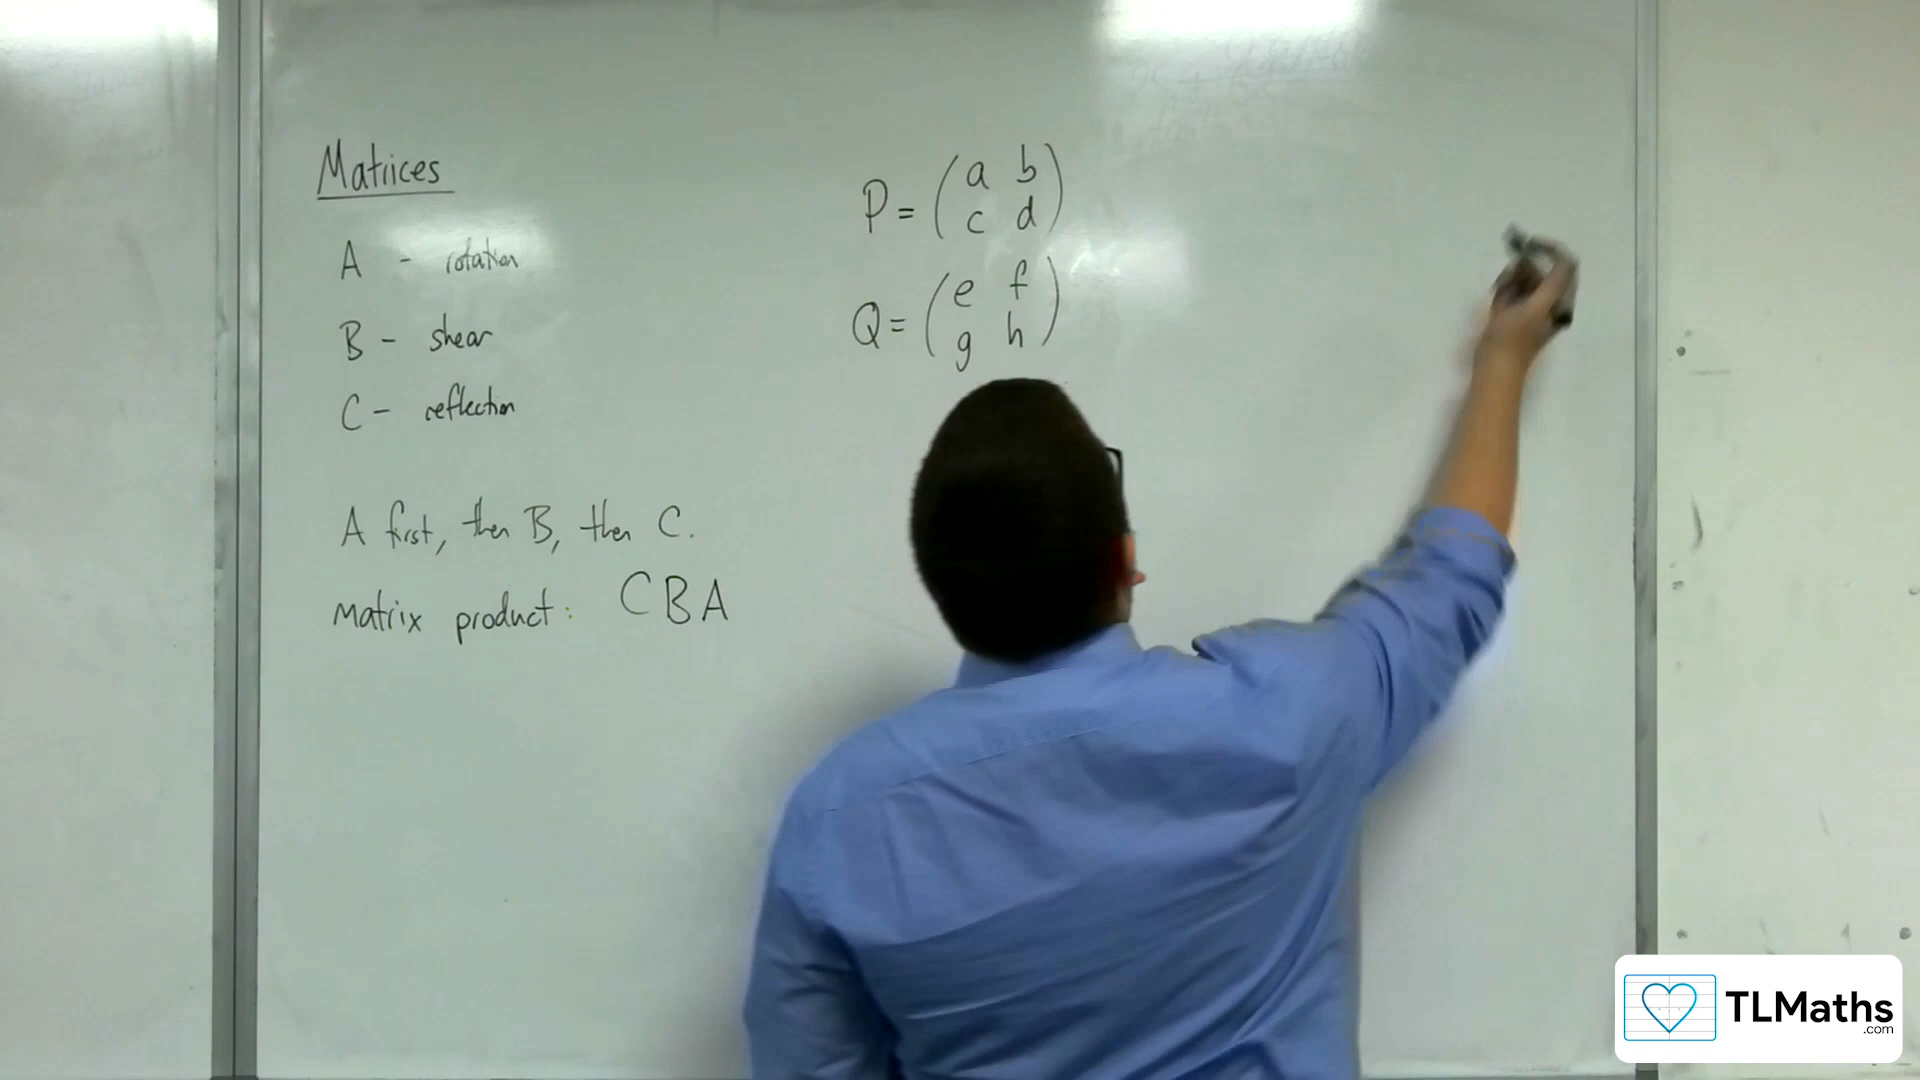 Matrices
A - rotation
B - shear
C - reflection
A first, then B, then C.
matrix product: CBA
P = (a b
c d)
Q = (e f
g h)
TLMaths
.com